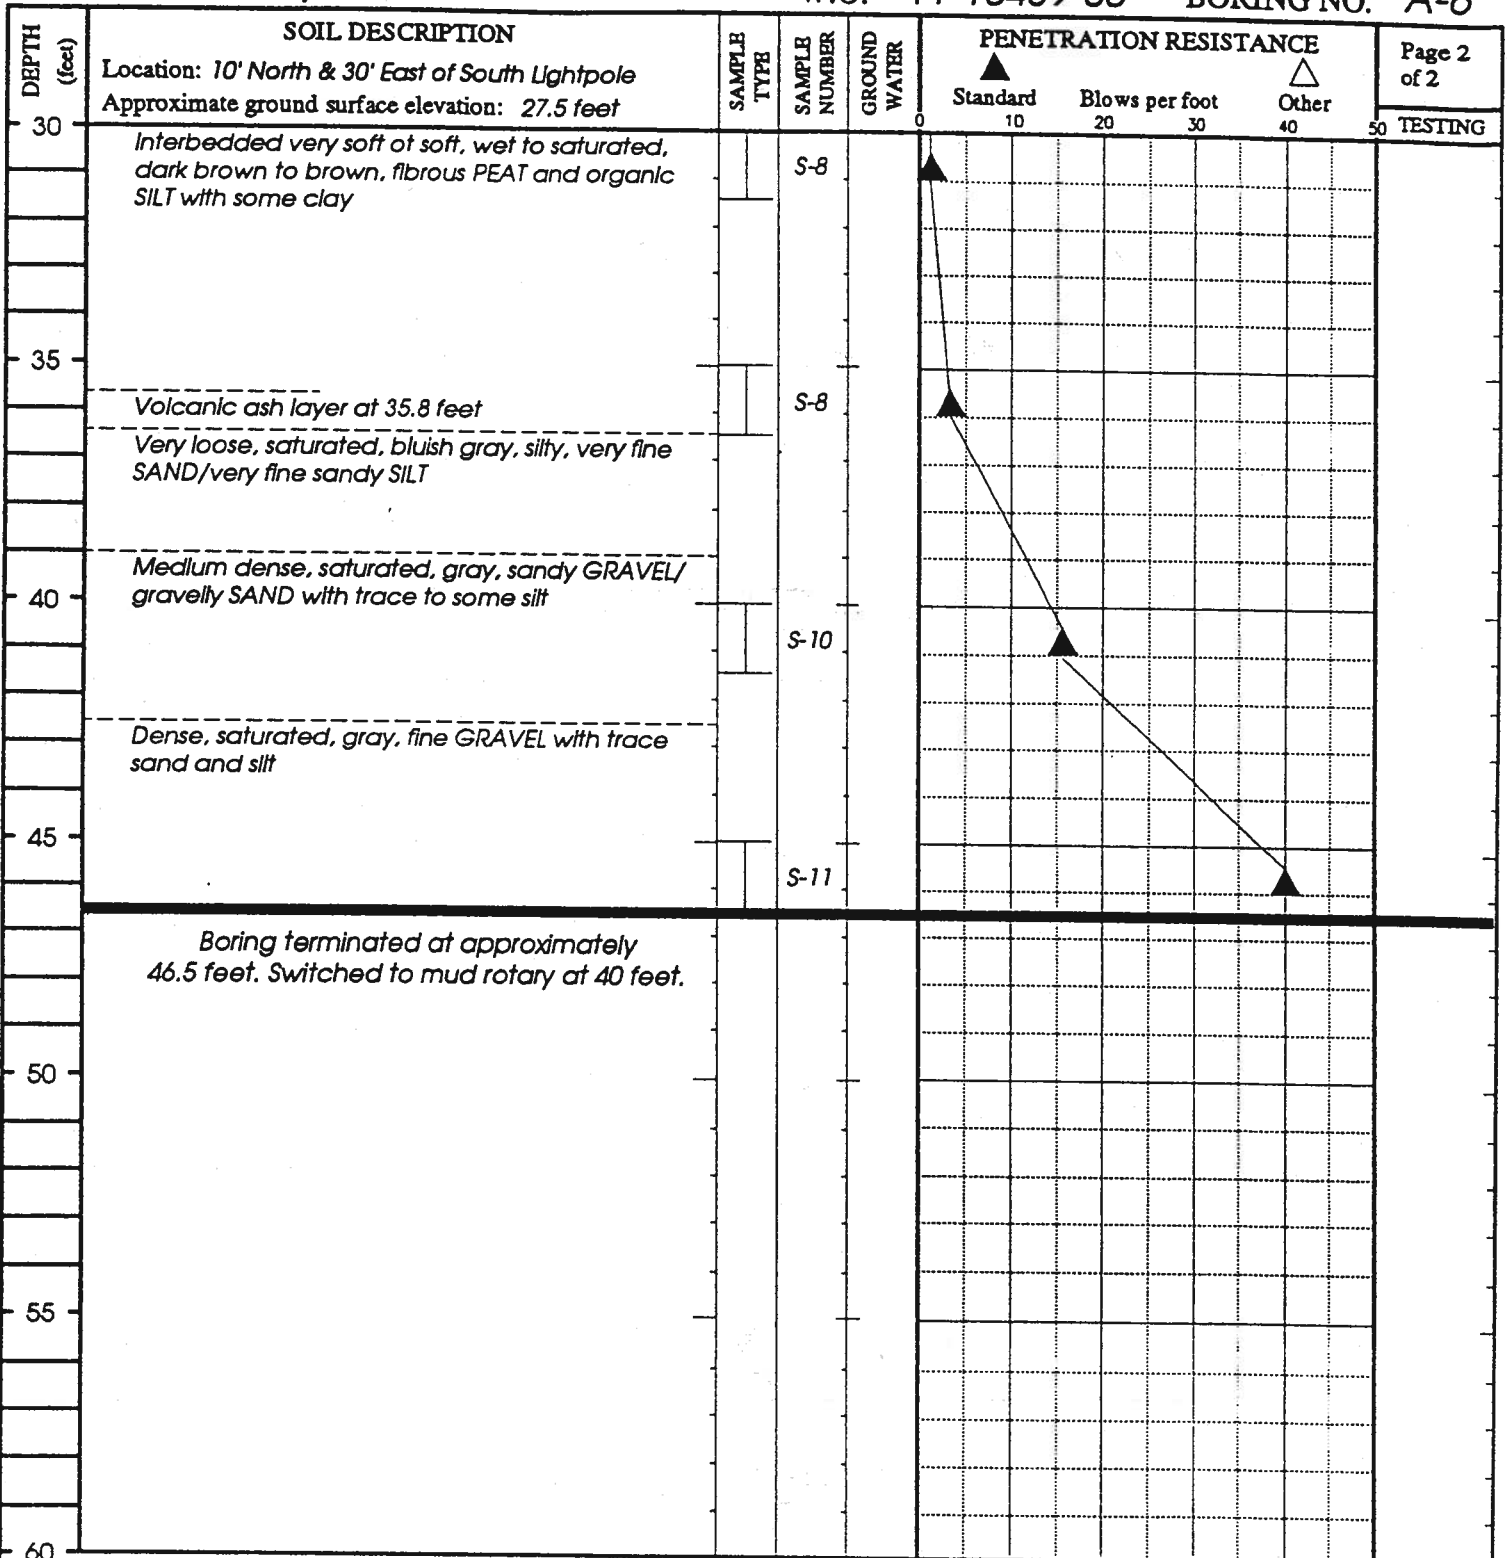 BORING NO. A-6
DEPTH (feet)
SOIL DESCRIPTION
Location: 10' North & 30' East of South Lightpole
Approximate ground surface elevation: 27.5 feet
SAMPLE TYPE
SAMPLE NUMBER
GROUND WATER
PENETRATION RESISTANCE
Standard Blows per foot Other
0 10 20 30 40 50
Page 2 of 2
TESTING
30
Interbedded very soft ot soft, wet to saturated,
dark brown to brown, fibrous PEAT and organic
SILT with some clay
S-8
35
Volcanic ash layer at 35.8 feet
S-8
Very loose, saturated, bluish gray, silty, very fine
SAND/very fine sandy SILT
Medium dense, saturated, gray, sandy GRAVEL/
gravelly SAND with trace to some silt
40
S-10
Dense, saturated, gray, fine GRAVEL with trace
sand and silt
45
S-11
Boring terminated at approximately
46.5 feet. Switched to mud rotary at 40 feet.
50
55
60